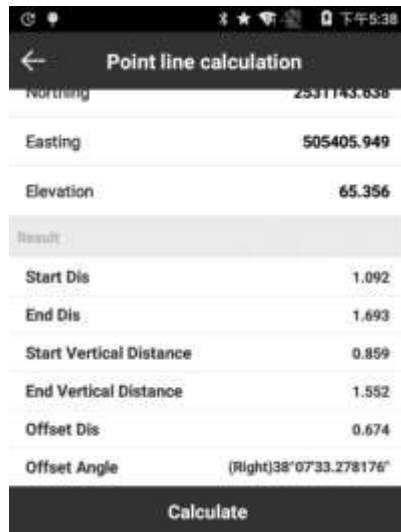 下午5:38
Point line calculation
Northing 2531143.638
Easting 505405.949
Elevation 65.356
Result
Start Dis 1.092
End Dis 1.693
Start Vertical Distance 0.859
End Vertical Distance 1.552
Offset Dis 0.674
Offset Angle (Right)38°07'33.278176"
Calculate